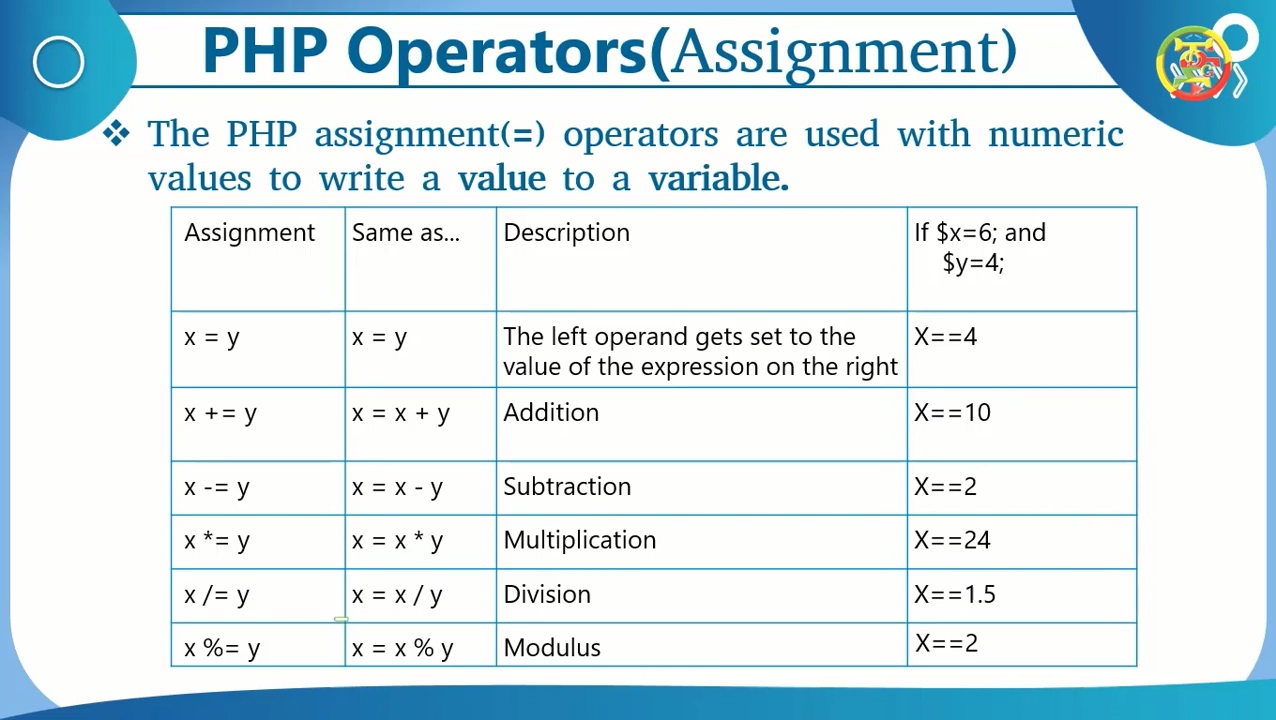 PHP Operators(Assignment)
❖ The PHP assignment(=) operators are used with numeric
values to write a value to a variable.
Assignment Same as... Description If $x=6; and
$y=4;
x = y x = y The left operand gets set to the X==4
value of the expression on the right
x += y x = x + y Addition X==10
x -= y x = x - y Subtraction X==2
x *= y x = x * y Multiplication X==24
x /= y x = x / y Division X==1.5
x %= y x = x % y Modulus X==2